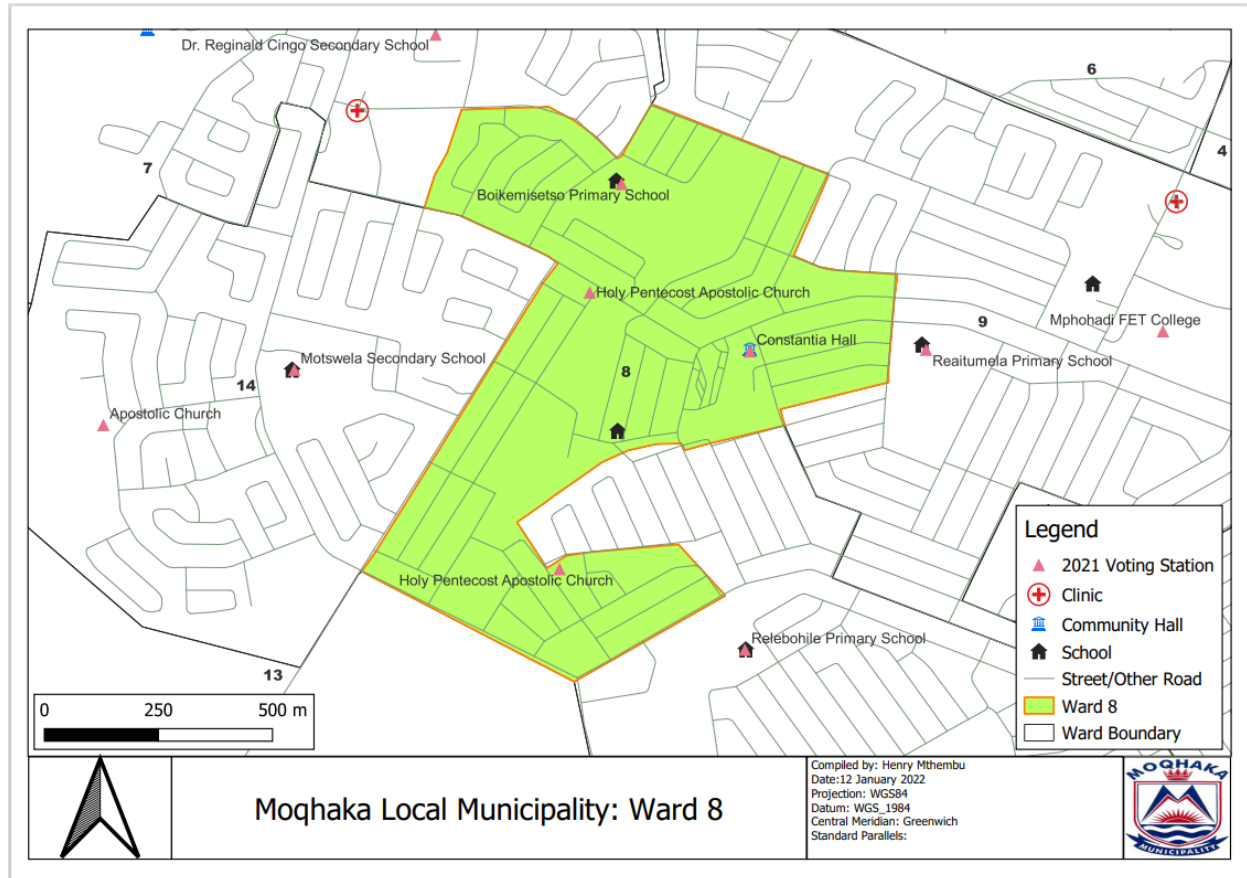 Dr. Reginald Cingo Secondary School
6
4
7
Boikemisetso Primary School
Holy Pentecost Apostolic Church
Mphohadi FET College
9
Constantia Hall
Reaitumela Primary School
Motswela Secondary School
8
14
Apostolic Church
Holy Pentecost Apostolic Church
Relebohile Primary School
13
0 250 500 m
Legend
2021 Voting Station
Clinic
Community Hall
School
Street/Other Road
Ward 8
Ward Boundary
Moqhaka Local Municipality: Ward 8
Compiled by: Henry Mthembu
Date:12 January 2022
Projection: WGS84
Datum: WGS_1984
Central Meridian: Greenwich
Standard Parallels:
MOQHAKA
MUNICIPALITY